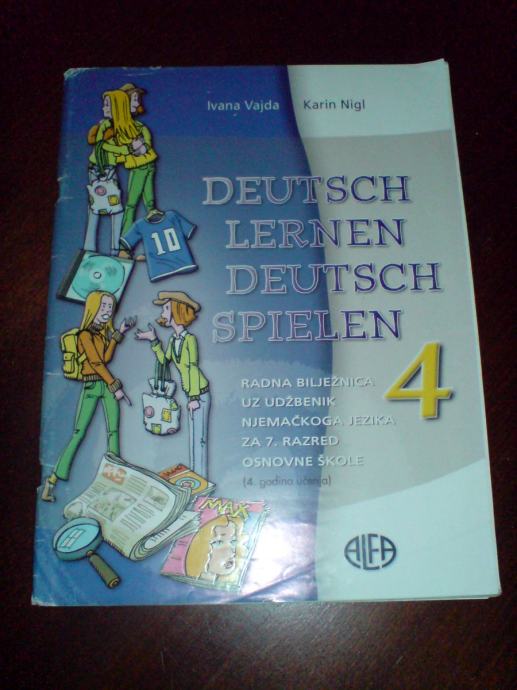 Ivana Vajda Karin Nigl
DEUTSCH
LERNEN
DEUTSCH
SPIELEN
4
RADNA BILJEŽNICA
UZ UDŽBENIK
NJEMAČKOGA JEZIKA
ZA 7. RAZRED
OSNOVNE ŠKOLE
(4. godina učenja)
10
MAX
ALFA